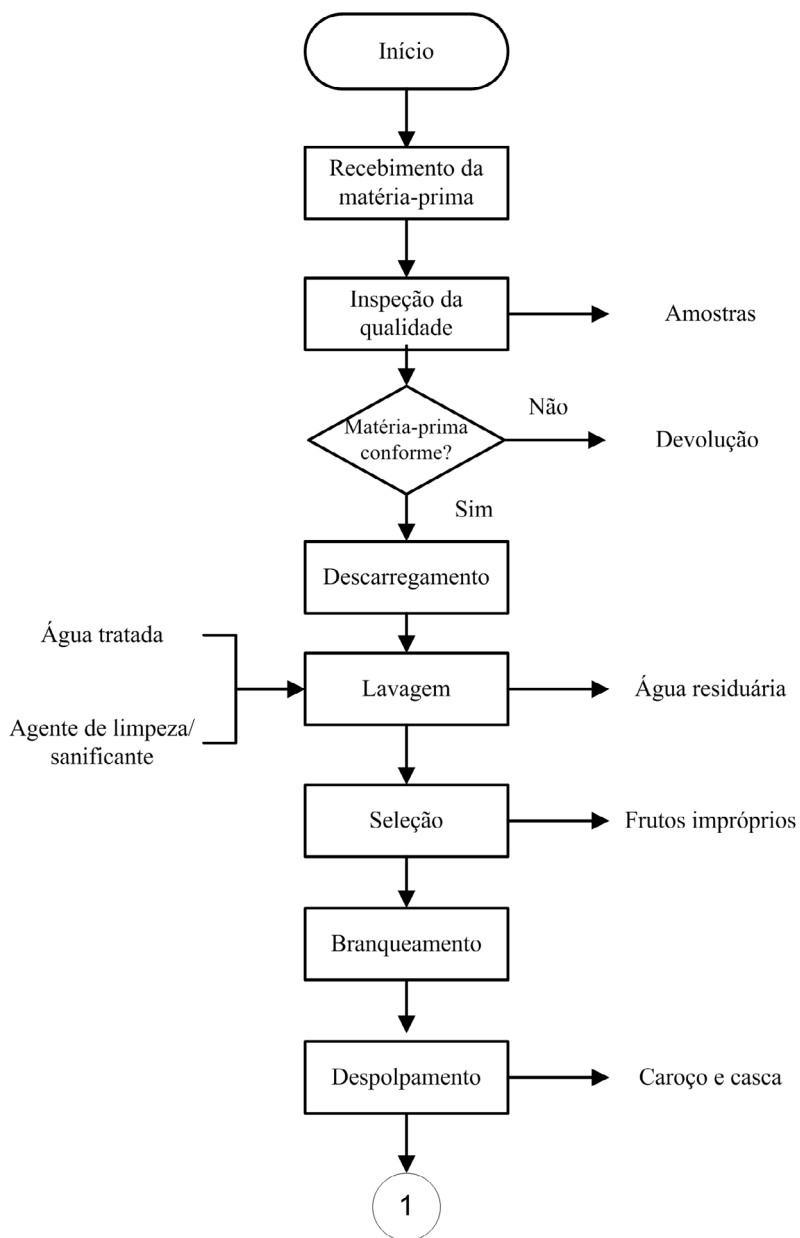 Início
Recebimento da
matéria-prima
Inspeção da
qualidade
Amostras
Matéria-prima
conforme?
Não
Devolução
Sim
Descarregamento
Água tratada
Agente de limpeza/
sanificante
Lavagem
Água residuária
Seleção
Frutos impróprios
Branqueamento
Despolpamento
Caroço e casca
1